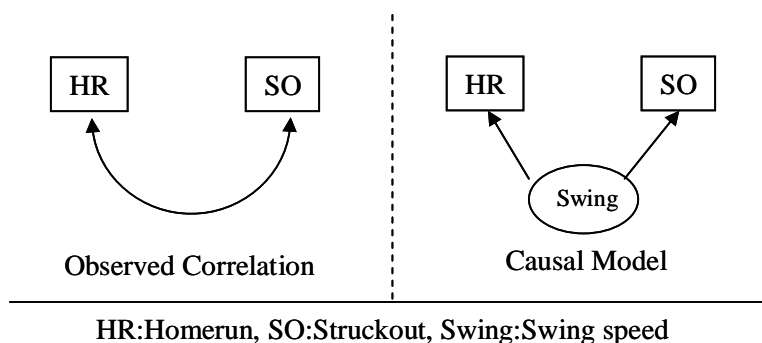 HR
SO
Observed Correlation
HR
SO
Swing
Causal Model
HR:Homerun, SO:Struckout, Swing:Swing speed